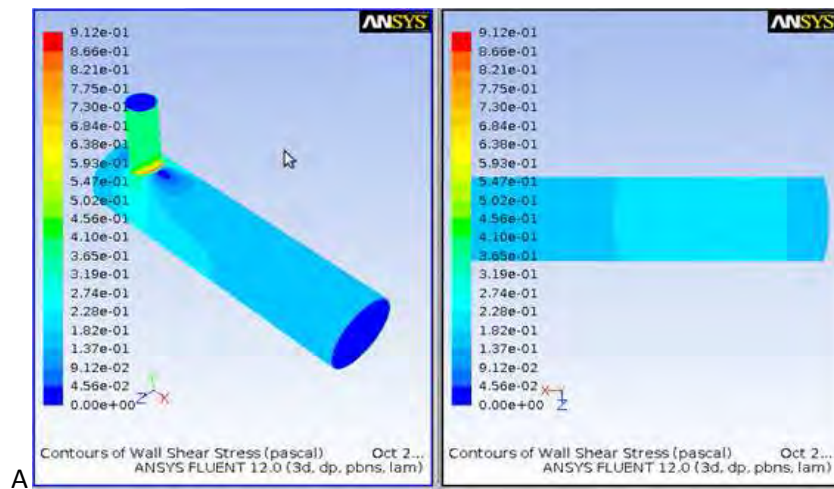 ANSYS
9.12e-01
8.66e-01
8.21e-01
7.75e-01
7.30e-01
6.84e-01
6.38e-01
5.93e-01
5.47e-01
5.02e-01
4.56e-01
4.10e-01
3.65e-01
3.19e-01
2.74e-01
2.28e-01
1.82e-01
1.37e-01
9.12e-02
4.56e-02
0.00e+00
Y
Z X
Contours of Wall Shear Stress (pascal) Oct 2...
ANSYS FLUENT 12.0 (3d, dp, pbns, lam)
ANSYS
9.12e-01
8.66e-01
8.21e-01
7.75e-01
7.30e-01
6.84e-01
6.38e-01
5.93e-01
5.47e-01
5.02e-01
4.56e-01
4.10e-01
3.65e-01
3.19e-01
2.74e-01
2.28e-01
1.82e-01
1.37e-01
9.12e-02
4.56e-02
0.00e+00
X
Z
Contours of Wall Shear Stress (pascal) Oct 2...
ANSYS FLUENT 12.0 (3d, dp, pbns, lam)
A